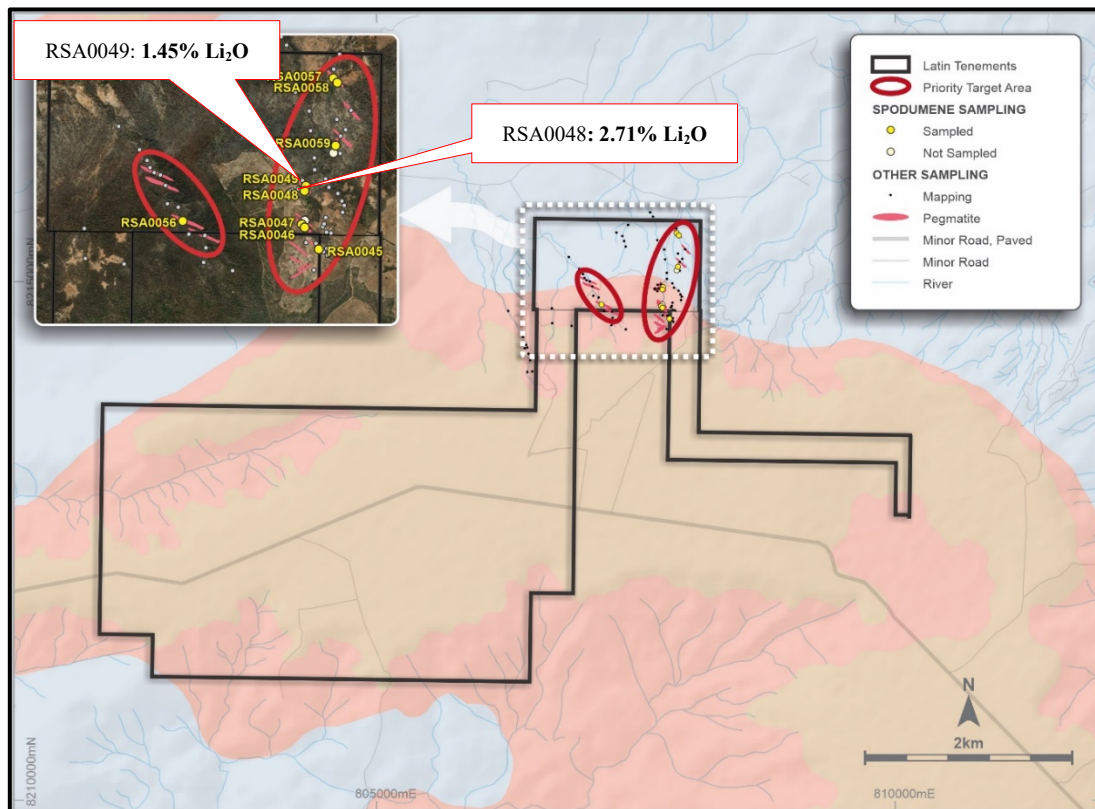 RSA0049: 1.45% Li₂O
RSA0048: 2.71% Li₂O
RSA0057
RSA0058
RSA0059
RSA0049
RSA0048
RSA0056
RSA0047
RSA0046
RSA0045
Latin Tenements
Priority Target Area
SPODUMENE SAMPLING
Sampled
Not Sampled
OTHER SAMPLING
Mapping
Pegmatite
Minor Road, Paved
Minor Road
River
8215000mN
8210000mN
805000mE
810000mE
N
2km